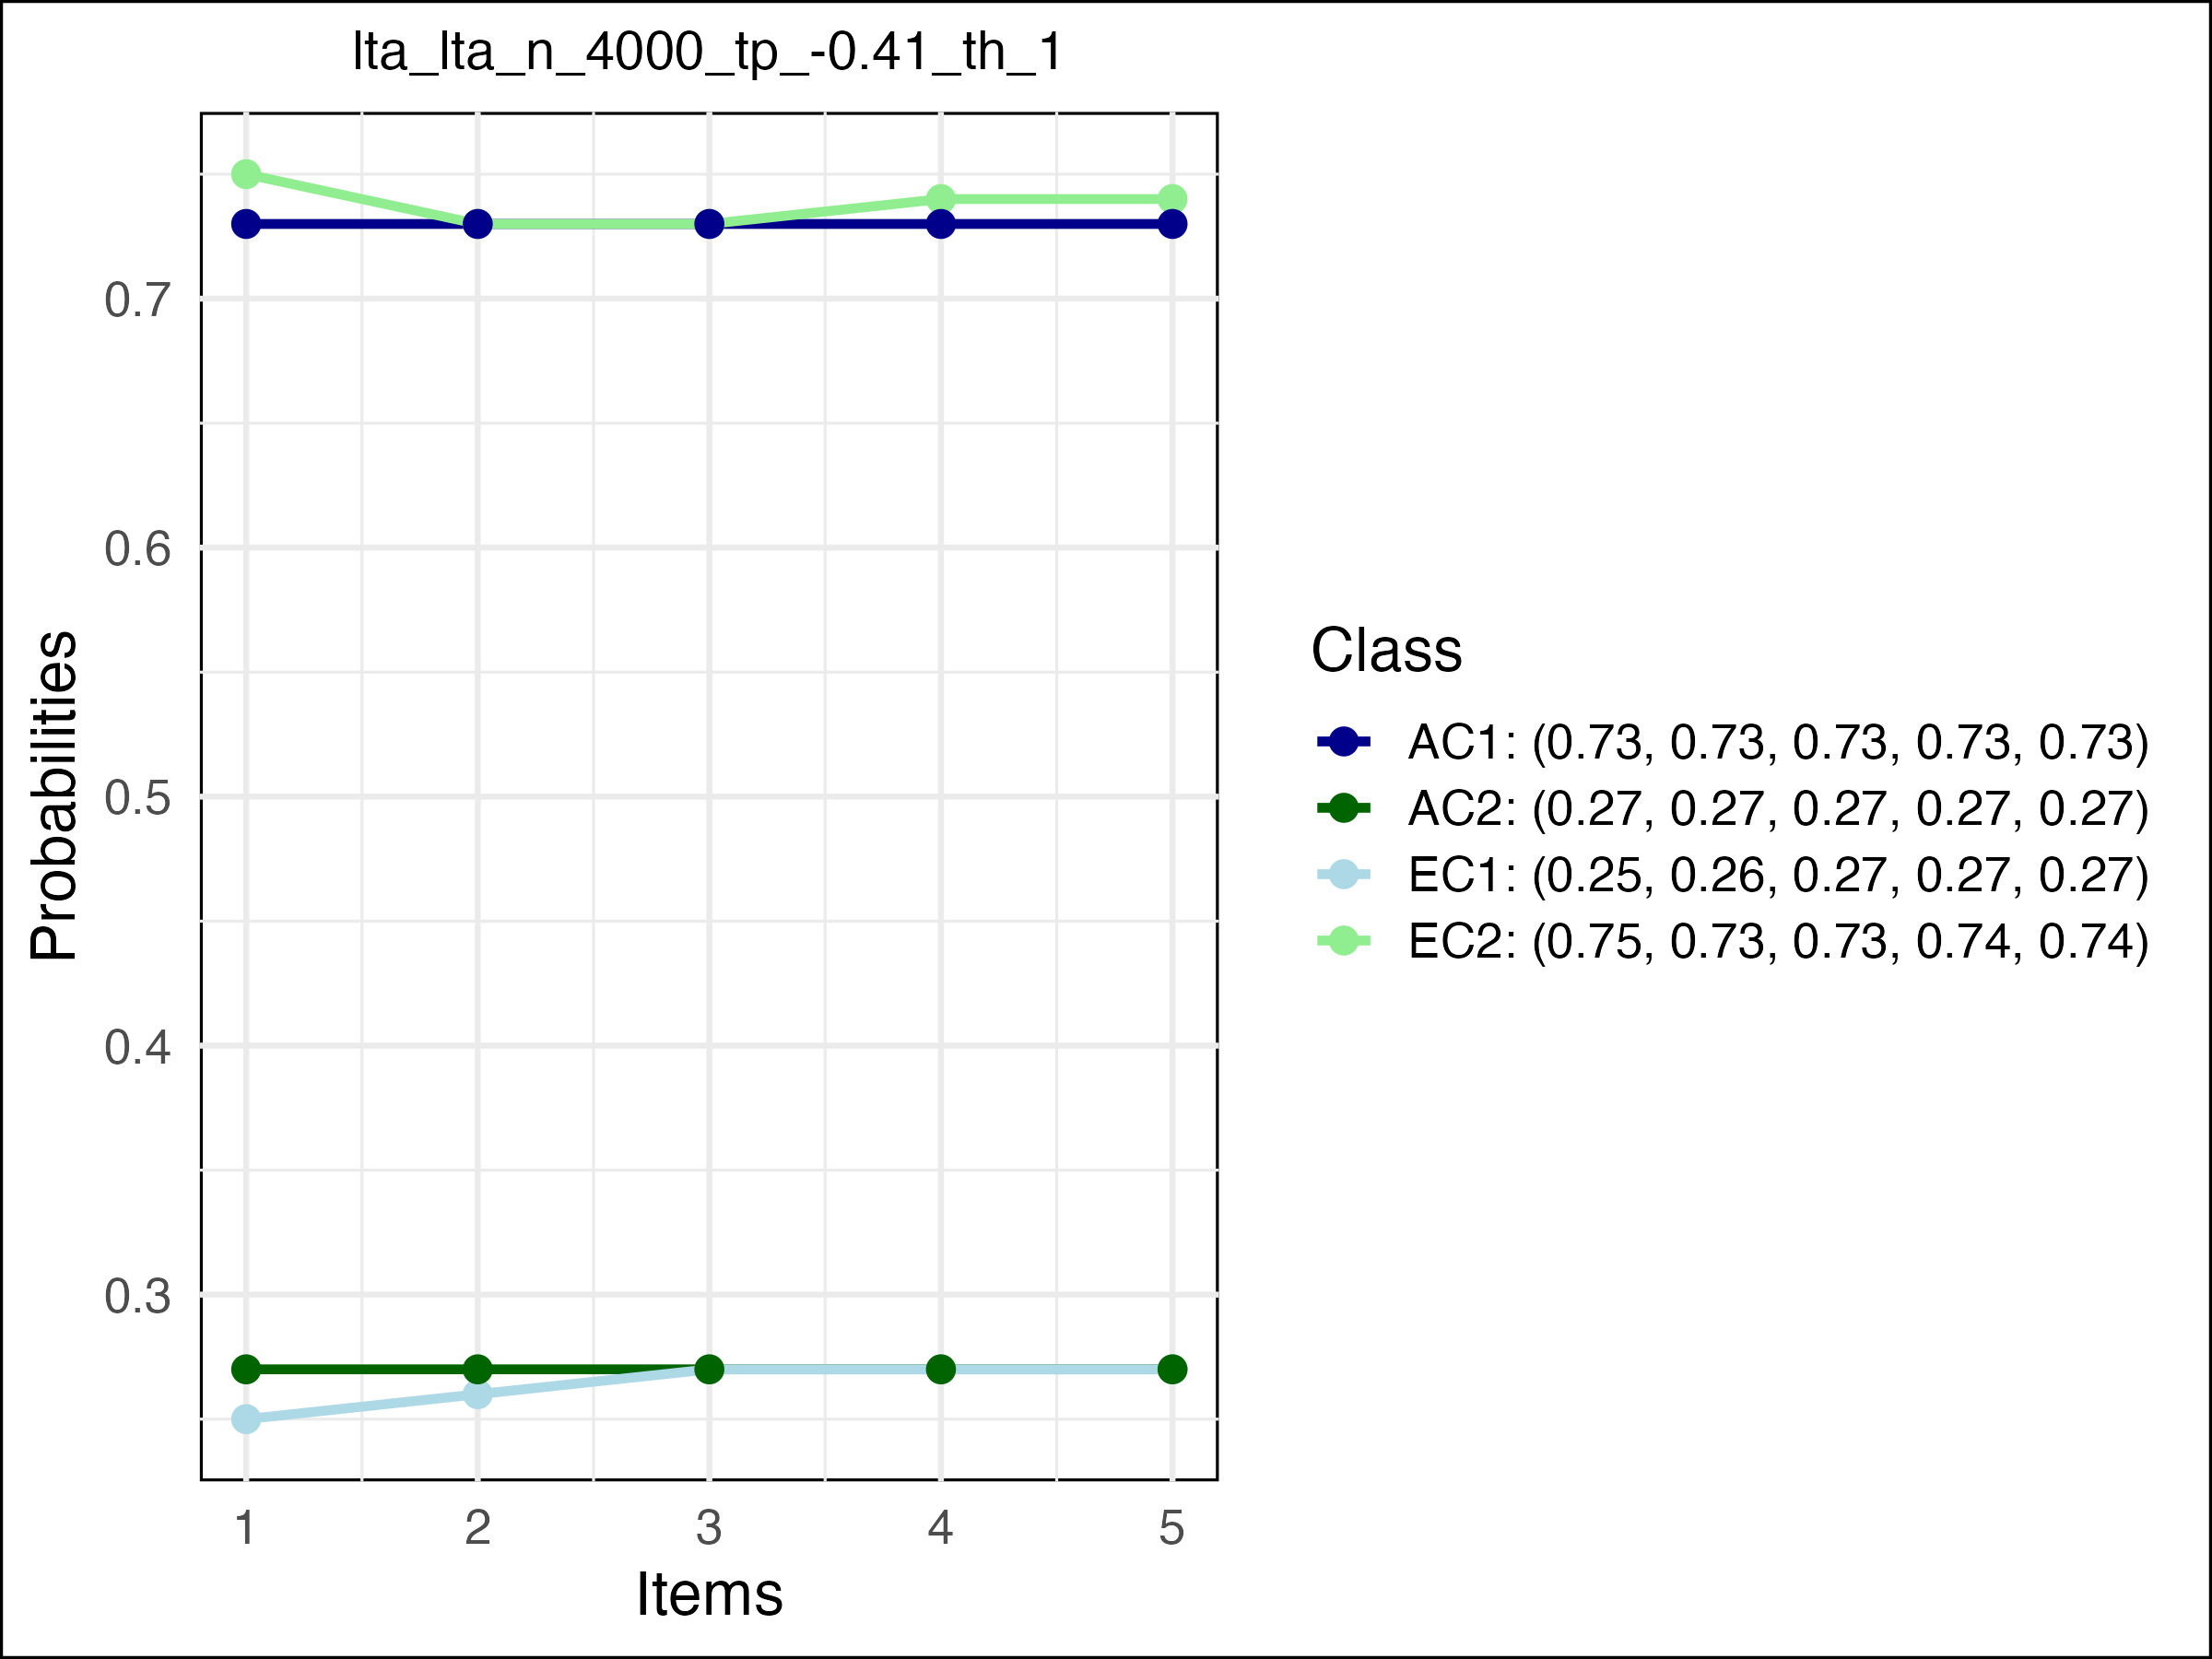 lta_lta_n_4000_tp_-0.41_th_1
Probabilities
0.7
0.6
0.5
0.4
0.3
1 2 3 4 5
Items
Class
AC1: (0.73, 0.73, 0.73, 0.73, 0.73)
AC2: (0.27, 0.27, 0.27, 0.27, 0.27)
EC1: (0.25, 0.26, 0.27, 0.27, 0.27)
EC2: (0.75, 0.73, 0.73, 0.74, 0.74)